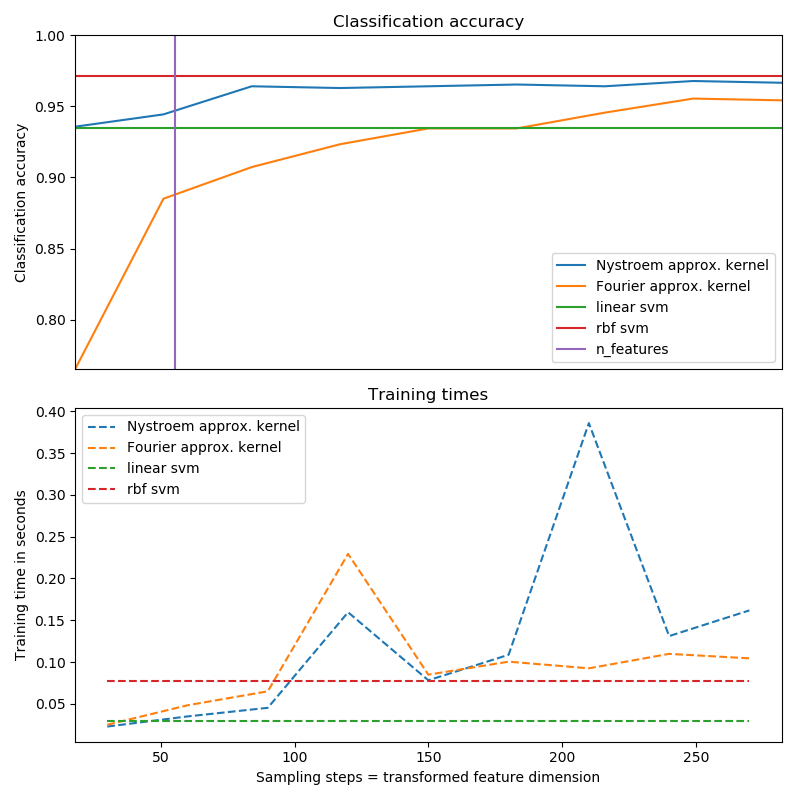 Classification accuracy
1.00
0.95
0.90
0.85
0.80
Classification accuracy
Nystroem approx. kernel
Fourier approx. kernel
linear svm
rbf svm
n_features
Training times
0.40
0.35
0.30
0.25
0.20
0.15
0.10
0.05
Training time in seconds
Nystroem approx. kernel
Fourier approx. kernel
linear svm
rbf svm
50 100 150 200 250
Sampling steps = transformed feature dimension